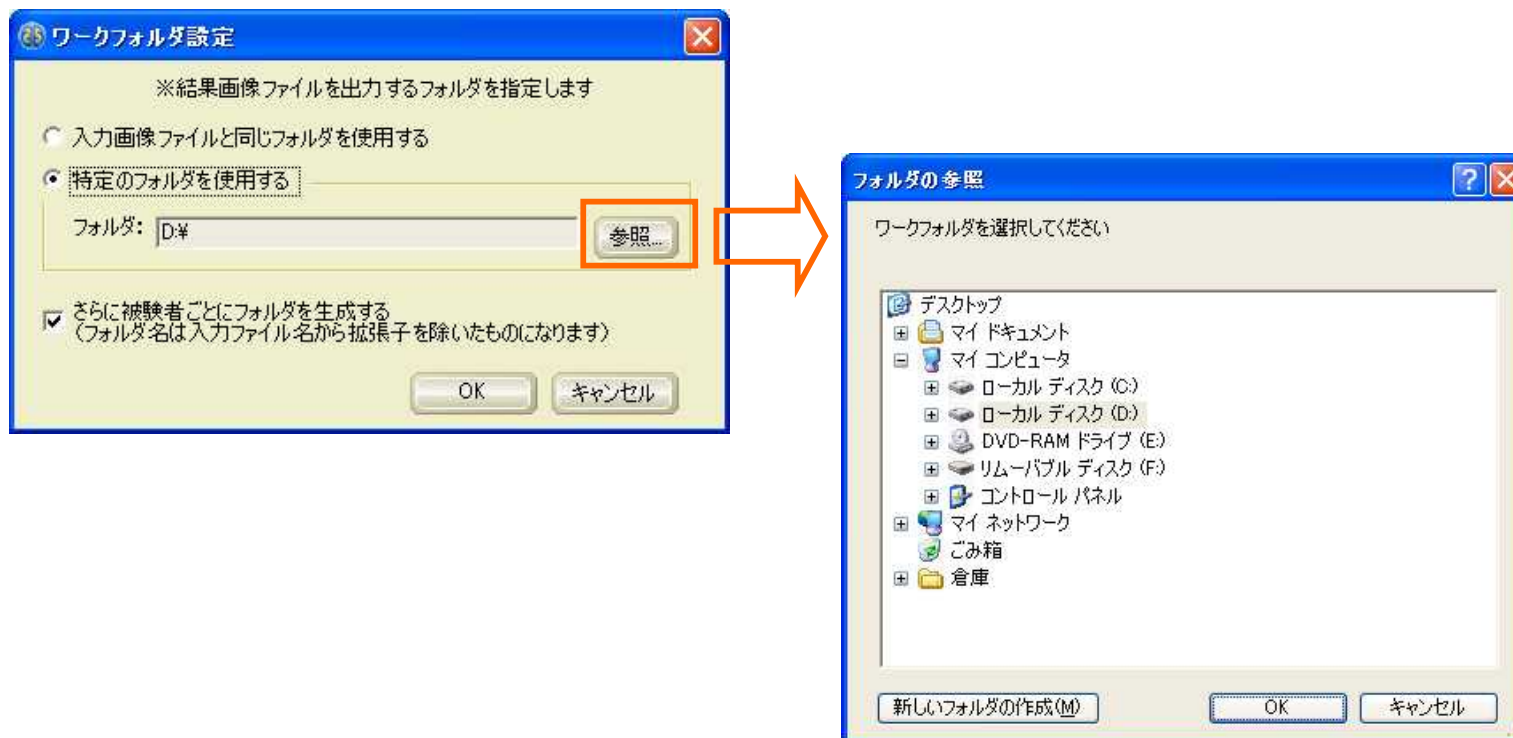 ワークフォルダ設定
※結果画像ファイルを出力するフォルダを指定します
入力画像ファイルと同じフォルダを使用する
特定のフォルダを使用する
フォルダ: D:¥ 参照...
さらに被験者ごとにフォルダを生成する
(フォルダ名は入力ファイル名から拡張子を除いたものになります)
OK キャンセル
フォルダの参照
ワークフォルダを選択してください
デスクトップ
マイ ドキュメント
マイ コンピュータ
ローカル ディスク (C:)
ローカル ディスク (D:)
DVD-RAM ドライブ (E:)
リムーバブル ディスク (F:)
コントロール パネル
マイ ネットワーク
ごみ箱
倉庫
新しいフォルダの作成(M) OK キャンセル